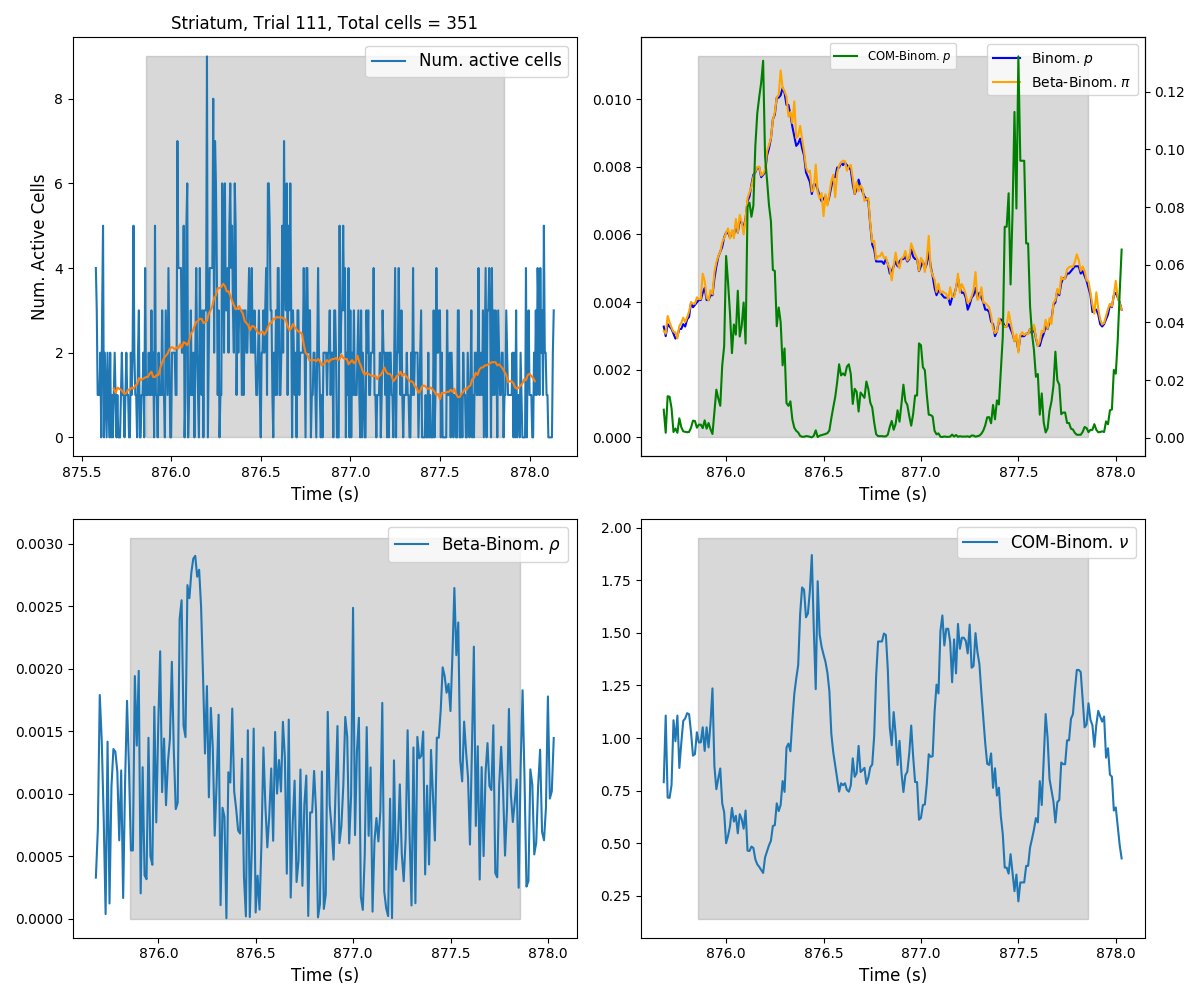 Striatum, Trial 111, Total cells = 351
Num. active cells
Num. Active Cells
8
6
4
2
0
875.5 876.0 876.5 877.0 877.5 878.0
Time (s)
COM-Binom. p
Binom. p
Beta-Binom. π
0.010
0.008
0.006
0.004
0.002
0.000
0.12
0.10
0.08
0.06
0.04
0.02
0.00
876.0 876.5 877.0 877.5 878.0
Time (s)
Beta-Binom. ρ
0.0030
0.0025
0.0020
0.0015
0.0010
0.0005
0.0000
876.0 876.5 877.0 877.5 878.0
Time (s)
COM-Binom. ν
2.00
1.75
1.50
1.25
1.00
0.75
0.50
0.25
876.0 876.5 877.0 877.5 878.0
Time (s)